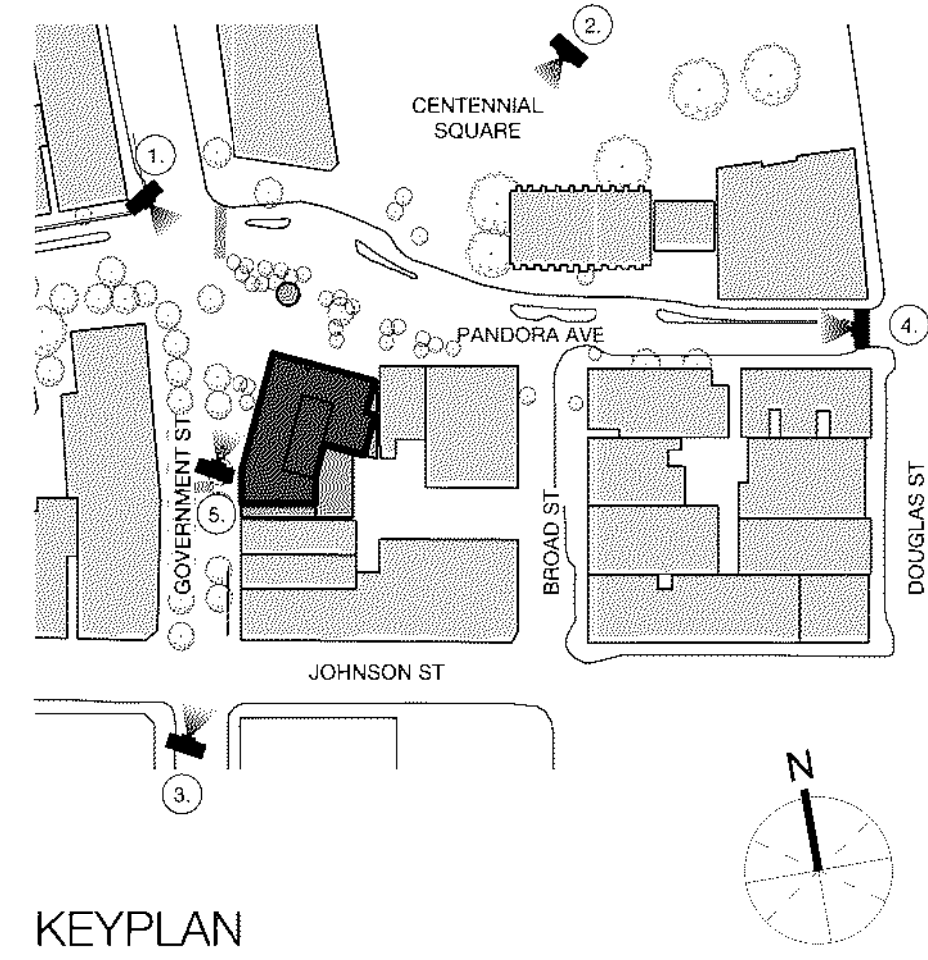 2.
CENTENNIAL
SQUARE
1.
4.
PANDORA AVE
GOVERNMENT ST
5.
BROAD ST
DOUGLAS ST
JOHNSON ST
3.
N
KEYPLAN